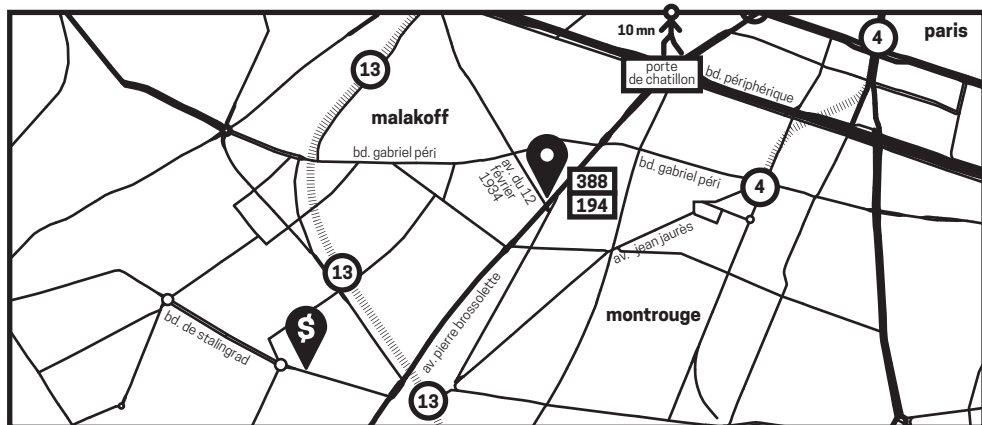 10 mn
4
paris
13
porte
de chatillon
bd. périphérique
malakoff
bd. gabriel péri
av. du 12
février
1934
388
194
bd. gabriel péri
4
av. jean jaurès
13
$
montrouge
bd. de stalingrad
av. pierre brossolette
13